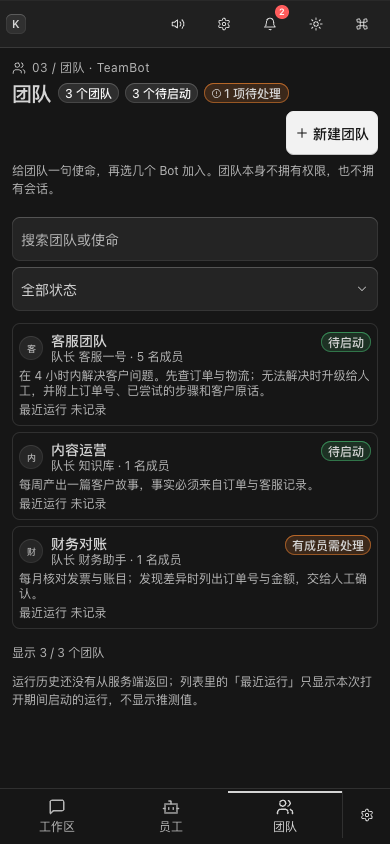 K
2
03 / 团队 · TeamBot
团队 3 个团队 3 个待启动 1 项待处理
+ 新建团队
给团队一句使命，再选几个 Bot 加入。团队本身不拥有权限，也不拥
有会话。
搜索团队或使命
全部状态
客 客服团队 待启动
队长 客服一号 · 5 名成员
在 4 小时内解决客户问题。先查订单与物流；无法解决时升级给人
工，并附上订单号、已尝试的步骤和客户原话。
最近运行 未记录
内 内容运营 待启动
队长 知识库 · 1 名成员
每周产出一篇客户故事，事实必须来自订单与客服记录。
最近运行 未记录
财 财务对账 有成员需处理
队长 财务助手 · 1 名成员
每月核对发票与账目；发现差异时列出订单号与金额，交给人工确
认。
最近运行 未记录
显示 3 / 3 个团队
运行历史还没有从服务端返回；列表里的「最近运行」只显示本次打
开期间启动的运行，不显示推测值。
工作区 员工 团队